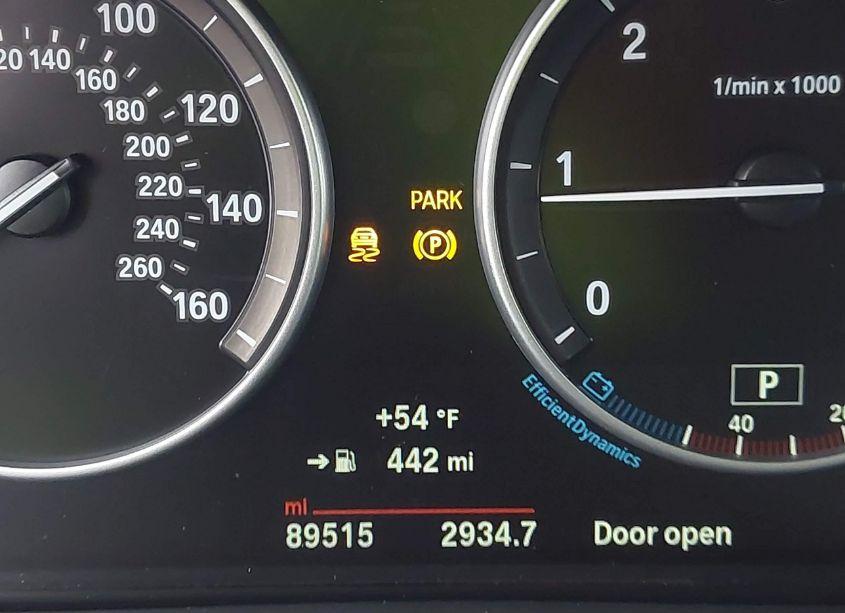 100
20 140
160
180
120
200
220
140
240
260
160
PARK
P
2
1/min x 1000
1
0
P
EfficientDynamics
40
+54 °F
442 mi
mi
89515 2934.7 Door open